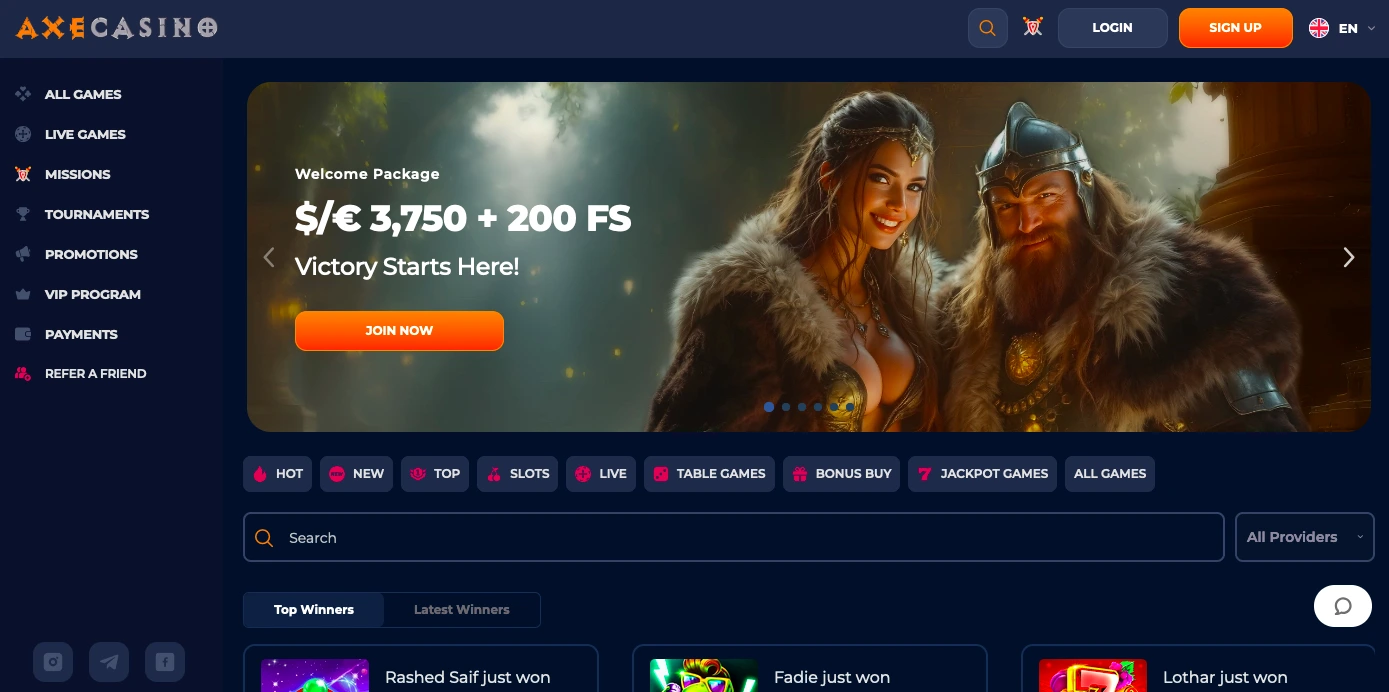 AXECASINO
LOGIN
SIGN UP
EN
ALL GAMES
LIVE GAMES
MISSIONS
TOURNAMENTS
PROMOTIONS
VIP PROGRAM
PAYMENTS
REFER A FRIEND
Welcome Package
$/€ 3,750 + 200 FS
Victory Starts Here!
JOIN NOW
HOT
NEW
TOP
SLOTS
LIVE
TABLE GAMES
BONUS BUY
JACKPOT GAMES
ALL GAMES
Search
All Providers
Top Winners
Latest Winners
Rashed Saif just won
Fadie just won
Lothar just won